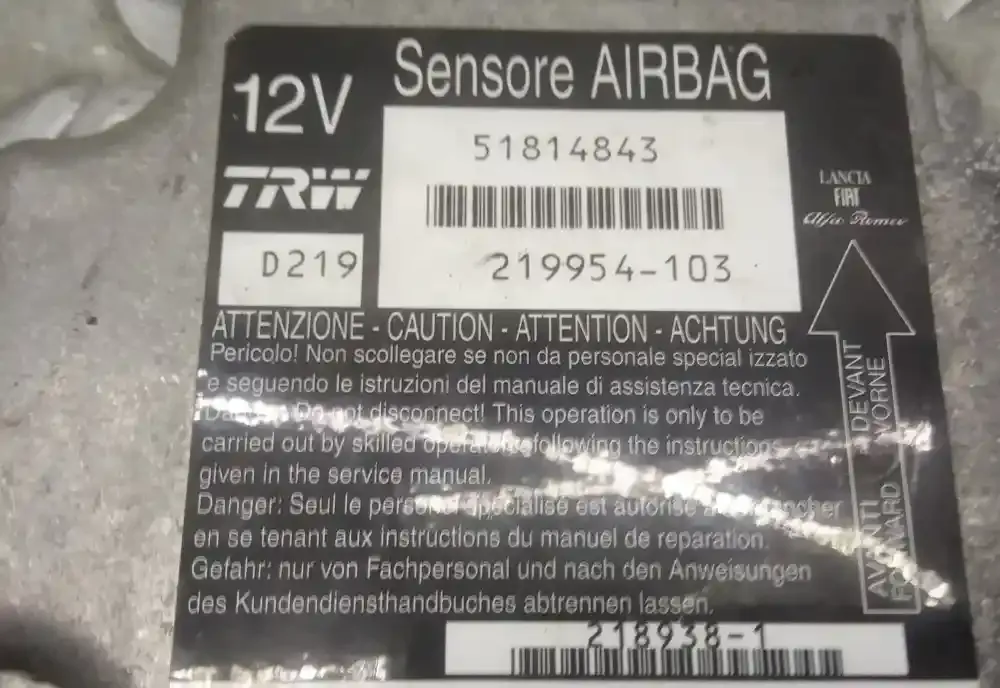 Sensore AIRBAG
12V
51814843
TRW
LANCIA
FIAT
Alfa Romeo
D219
219954-103
ATTENZIONE - CAUTION - ATTENTION - ACHTUNG
Pericolo! Non scollegare se non da personale special izzato
e seguendo le istruzioni del manuale di assistenza tecnica.
Danger: Do not disconnect! This operation is only to be
carried out by skilled operators following the instructions
given in the service manual.
Danger: Seul le personnel spécialisé est autorisé
en se tenant aux instructions du manuel de reparation.
Gefahr: nur von Fachpersonal und nach den Anweisungen
des Kundendiensthandbuches abtrennen lassen.
AVANTI DEVANT
FORWARD VORNE
218938-1